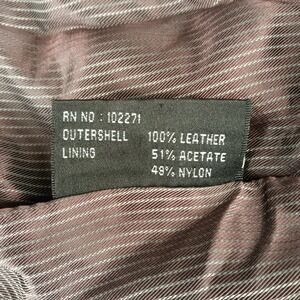 RN NO : 102271
OUTERSHELL 100% LEATHER
LINING 51% ACETATE
49% NYLON